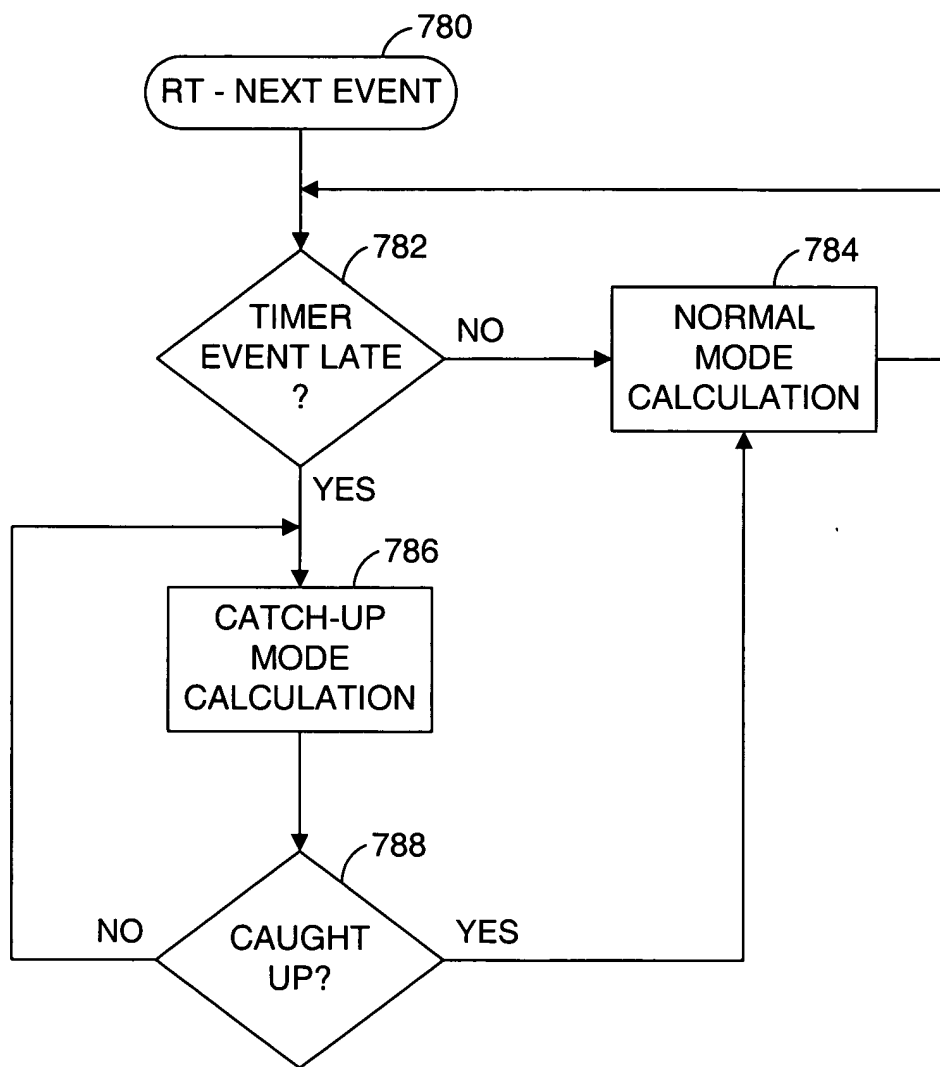 780
RT - NEXT EVENT
782
TIMER
EVENT LATE
?
NO
784
NORMAL
MODE
CALCULATION
YES
786
CATCH-UP
MODE
CALCULATION
788
NO
CAUGHT
UP?
YES